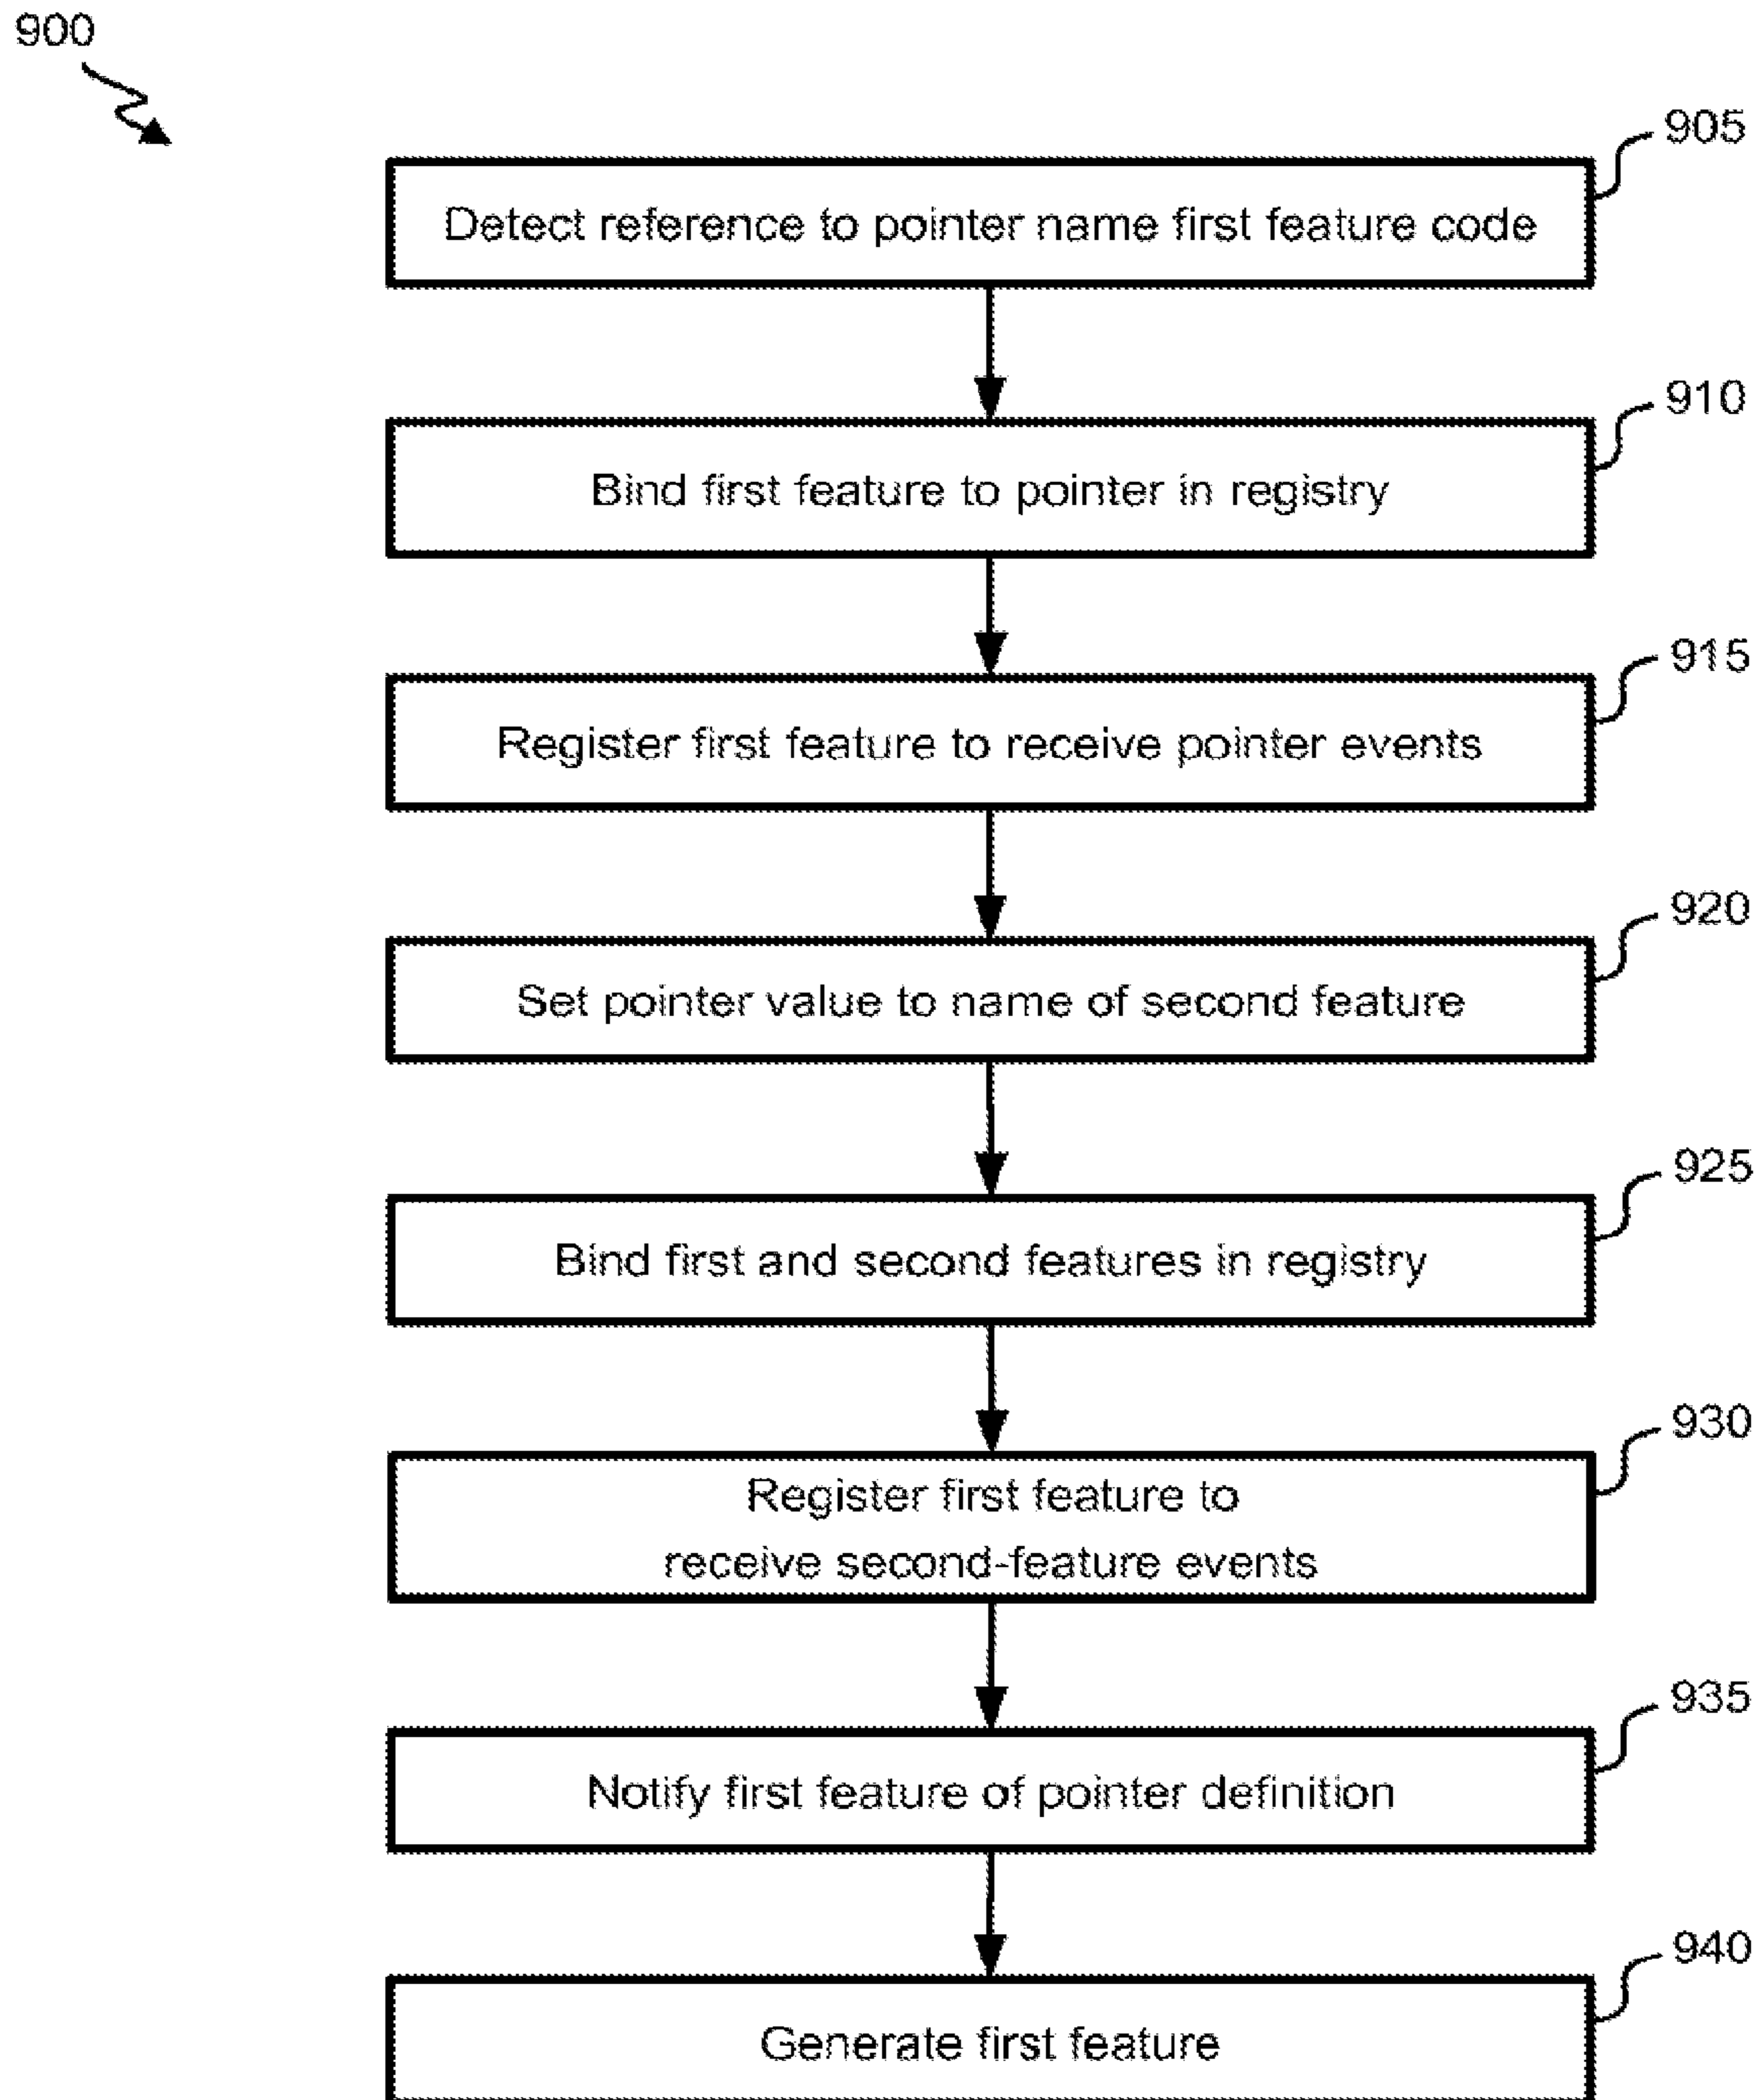 900
905
Detect reference to pointer name first feature code
910
Bind first feature to pointer in registry
915
Register first feature to receive pointer events
920
Set pointer value to name of second feature
925
Bind first and second features in registry
930
Register first feature to
receive second-feature events
935
Notify first feature of pointer definition
940
Generate first feature